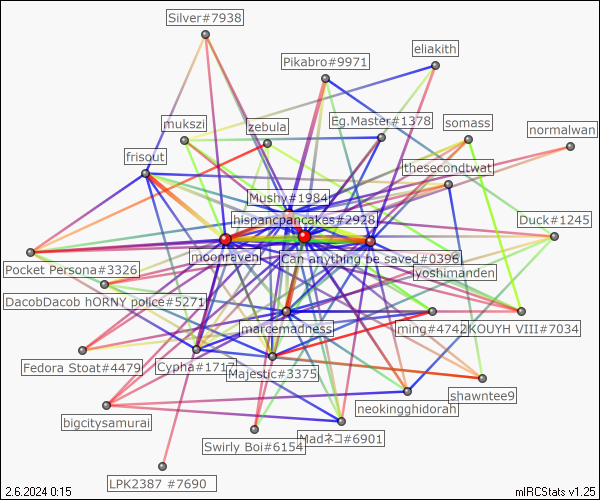 Silver#7938
eliakith
Pikabro#9971
mukszi
zebula
Eg.Master#1378
somass
normalwan
frisout
thesecondtwat
Mushy#1984
hispancpancakes#2928
Duck#1245
moonraven
Can anything be saved#0396
Pocket Persona#3326
yoshimanden
DacobDacob hORNY police#5271
marcemadness
ming#4742
KOUYH VIII#7034
Fedora Stoat#4479
Majestic#3375
shawntee9
neokingghidorah
bigcitysamurai
Swirly Boi#6154
Madネコ#6901
LPK2387 #7690
2.6.2024 0:15
mIRCStats v1.25